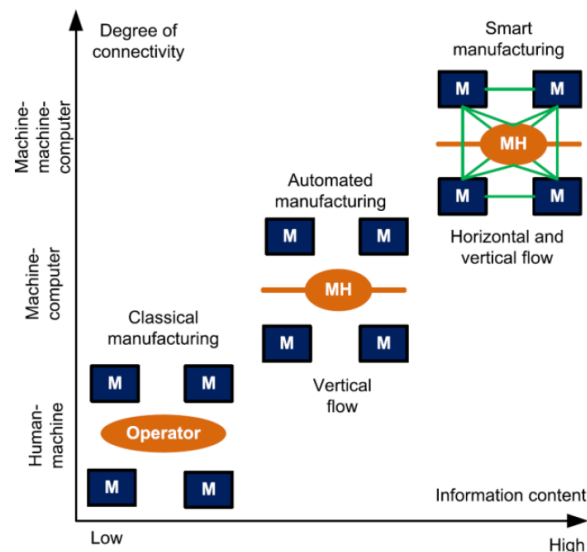 Degree of
connectivity
Smart
manufacturing
M M
MH
M M
Horizontal and
vertical flow
Machine-
machine-
computer
Automated
manufacturing
M M
MH
M M
Vertical
flow
Machine-
computer
Classical
manufacturing
M M
Operator
M M
Human-
machine
Information content
Low
High